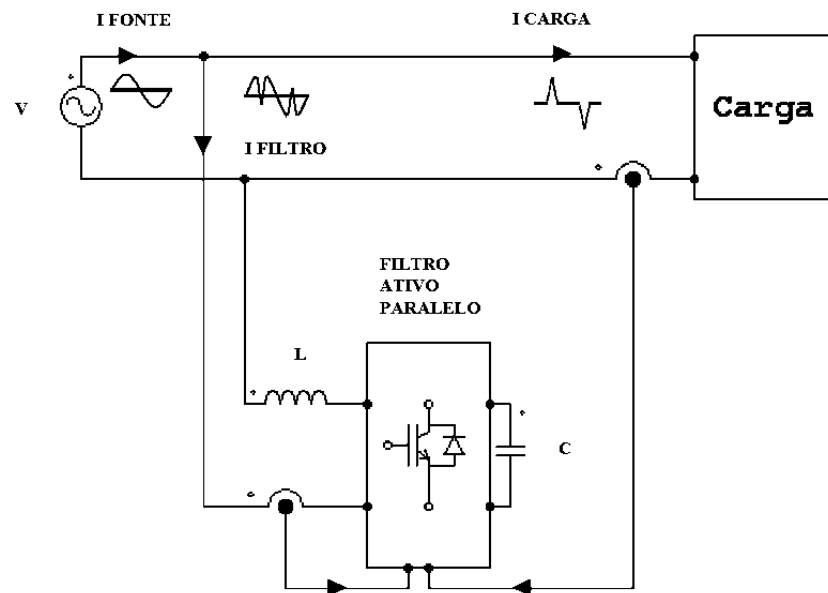 I FONTE
I CARGA
V
Carga
I FILTRO
FILTRO
ATIVO
PARALELO
L
C